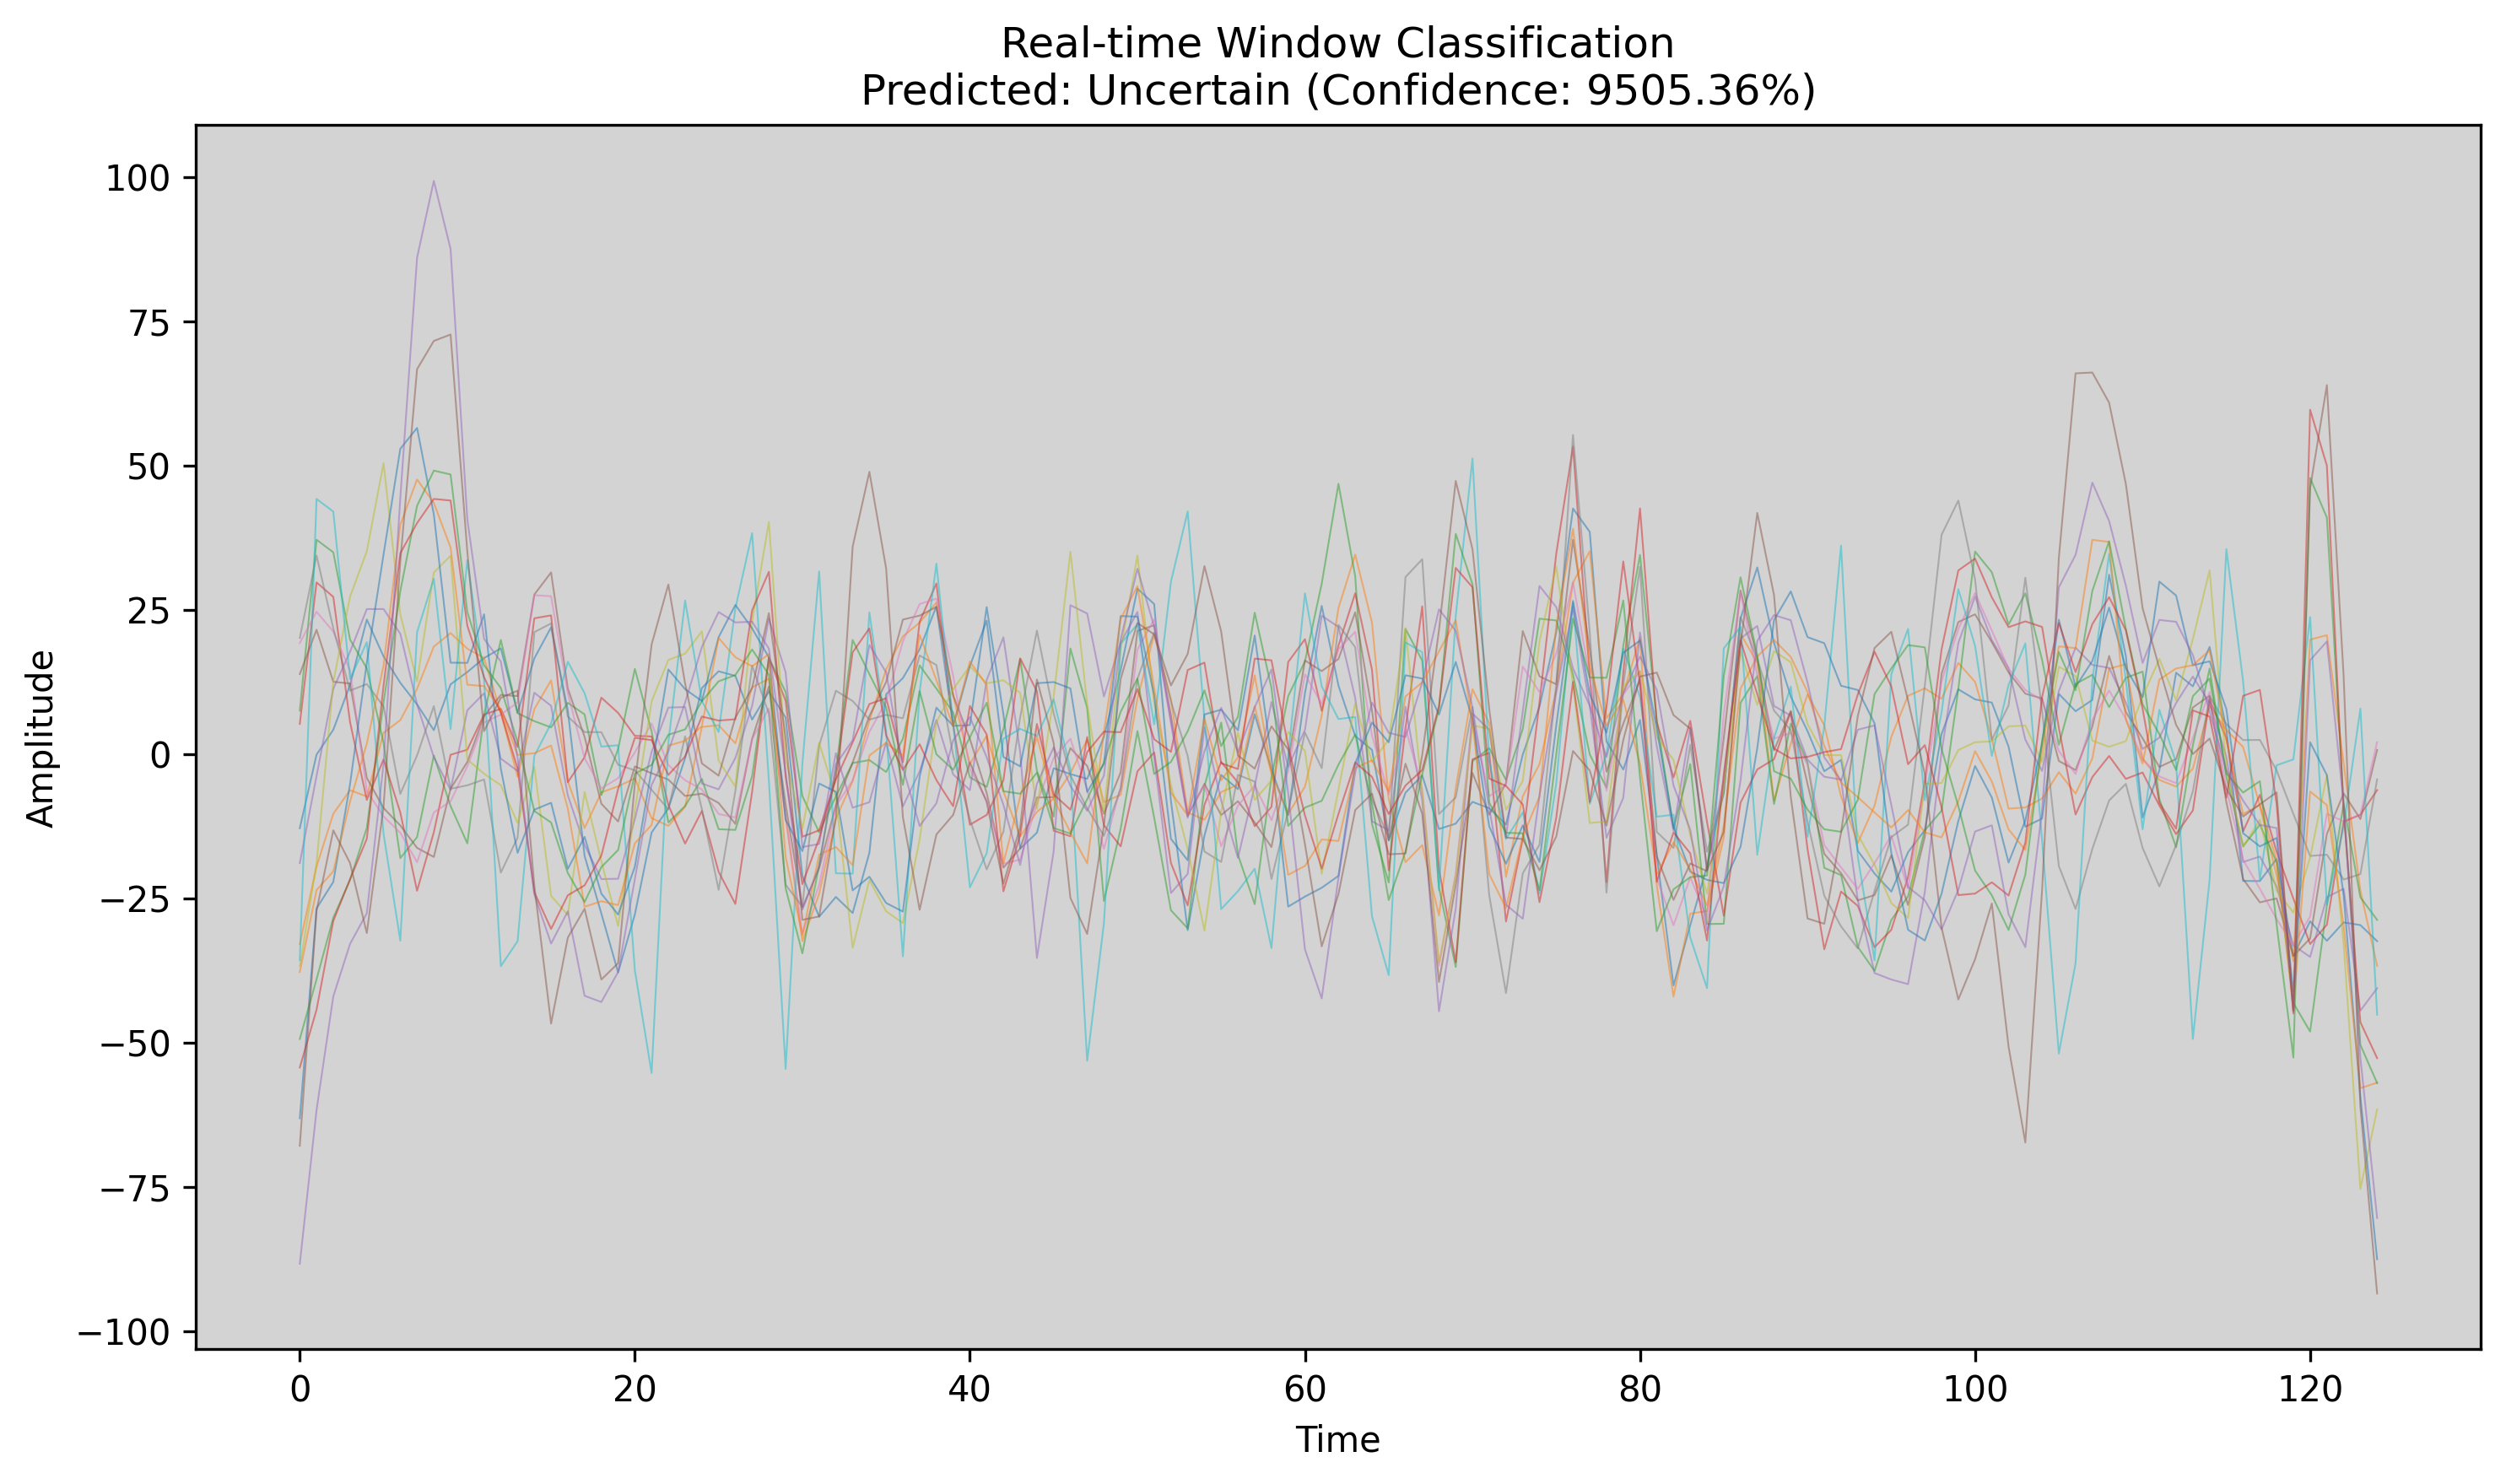 Real-time Window Classification
Predicted: Uncertain (Confidence: 9505.36%)
100
75
50
25
0
−25
−50
−75
−100
Amplitude
0 20 40 60 80 100 120
Time